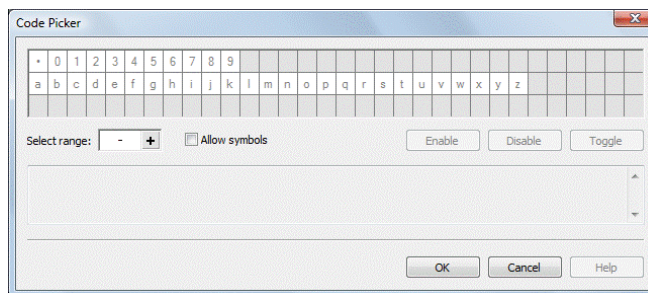 Code Picker
• 0 1 2 3 4 5 6 7 8 9
a b c d e f g h i j k l m n o p q r s t u v w x y z
Select range: - + Allow symbols Enable Disable Toggle
OK Cancel Help